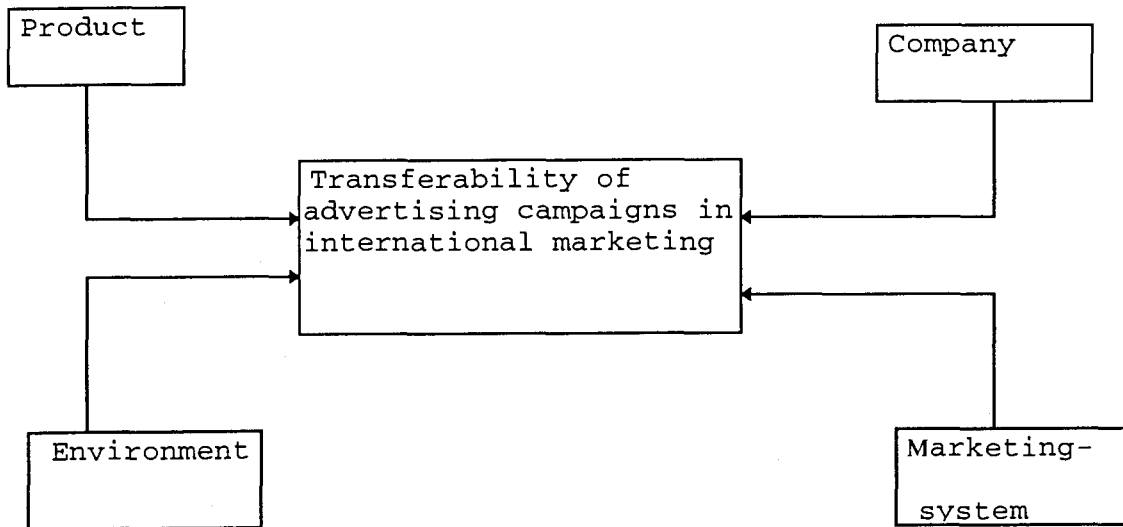 Product
Company
Transferability of
advertising campaigns in
international marketing
Environment
Marketing-
system